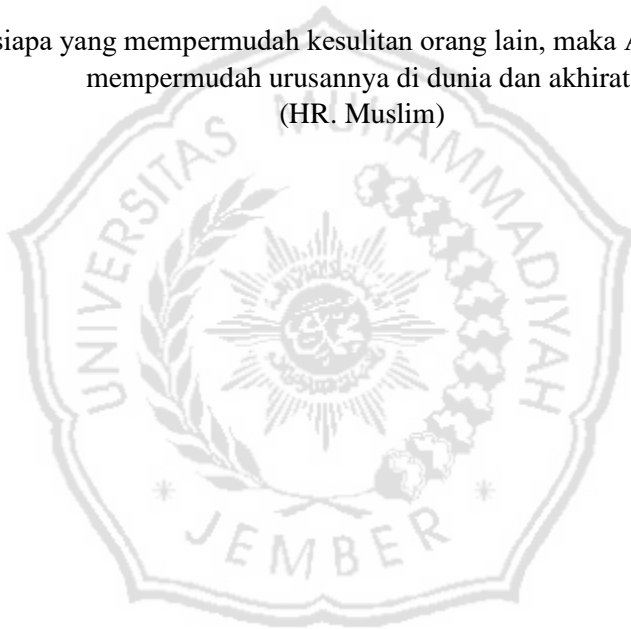 siapa yang mempermudah kesulitan orang lain, maka A
mempermudah urusannya di dunia dan akhirat
(HR. Muslim)
UNIVERSITAS MUHAMMADIYAH
JEMBER